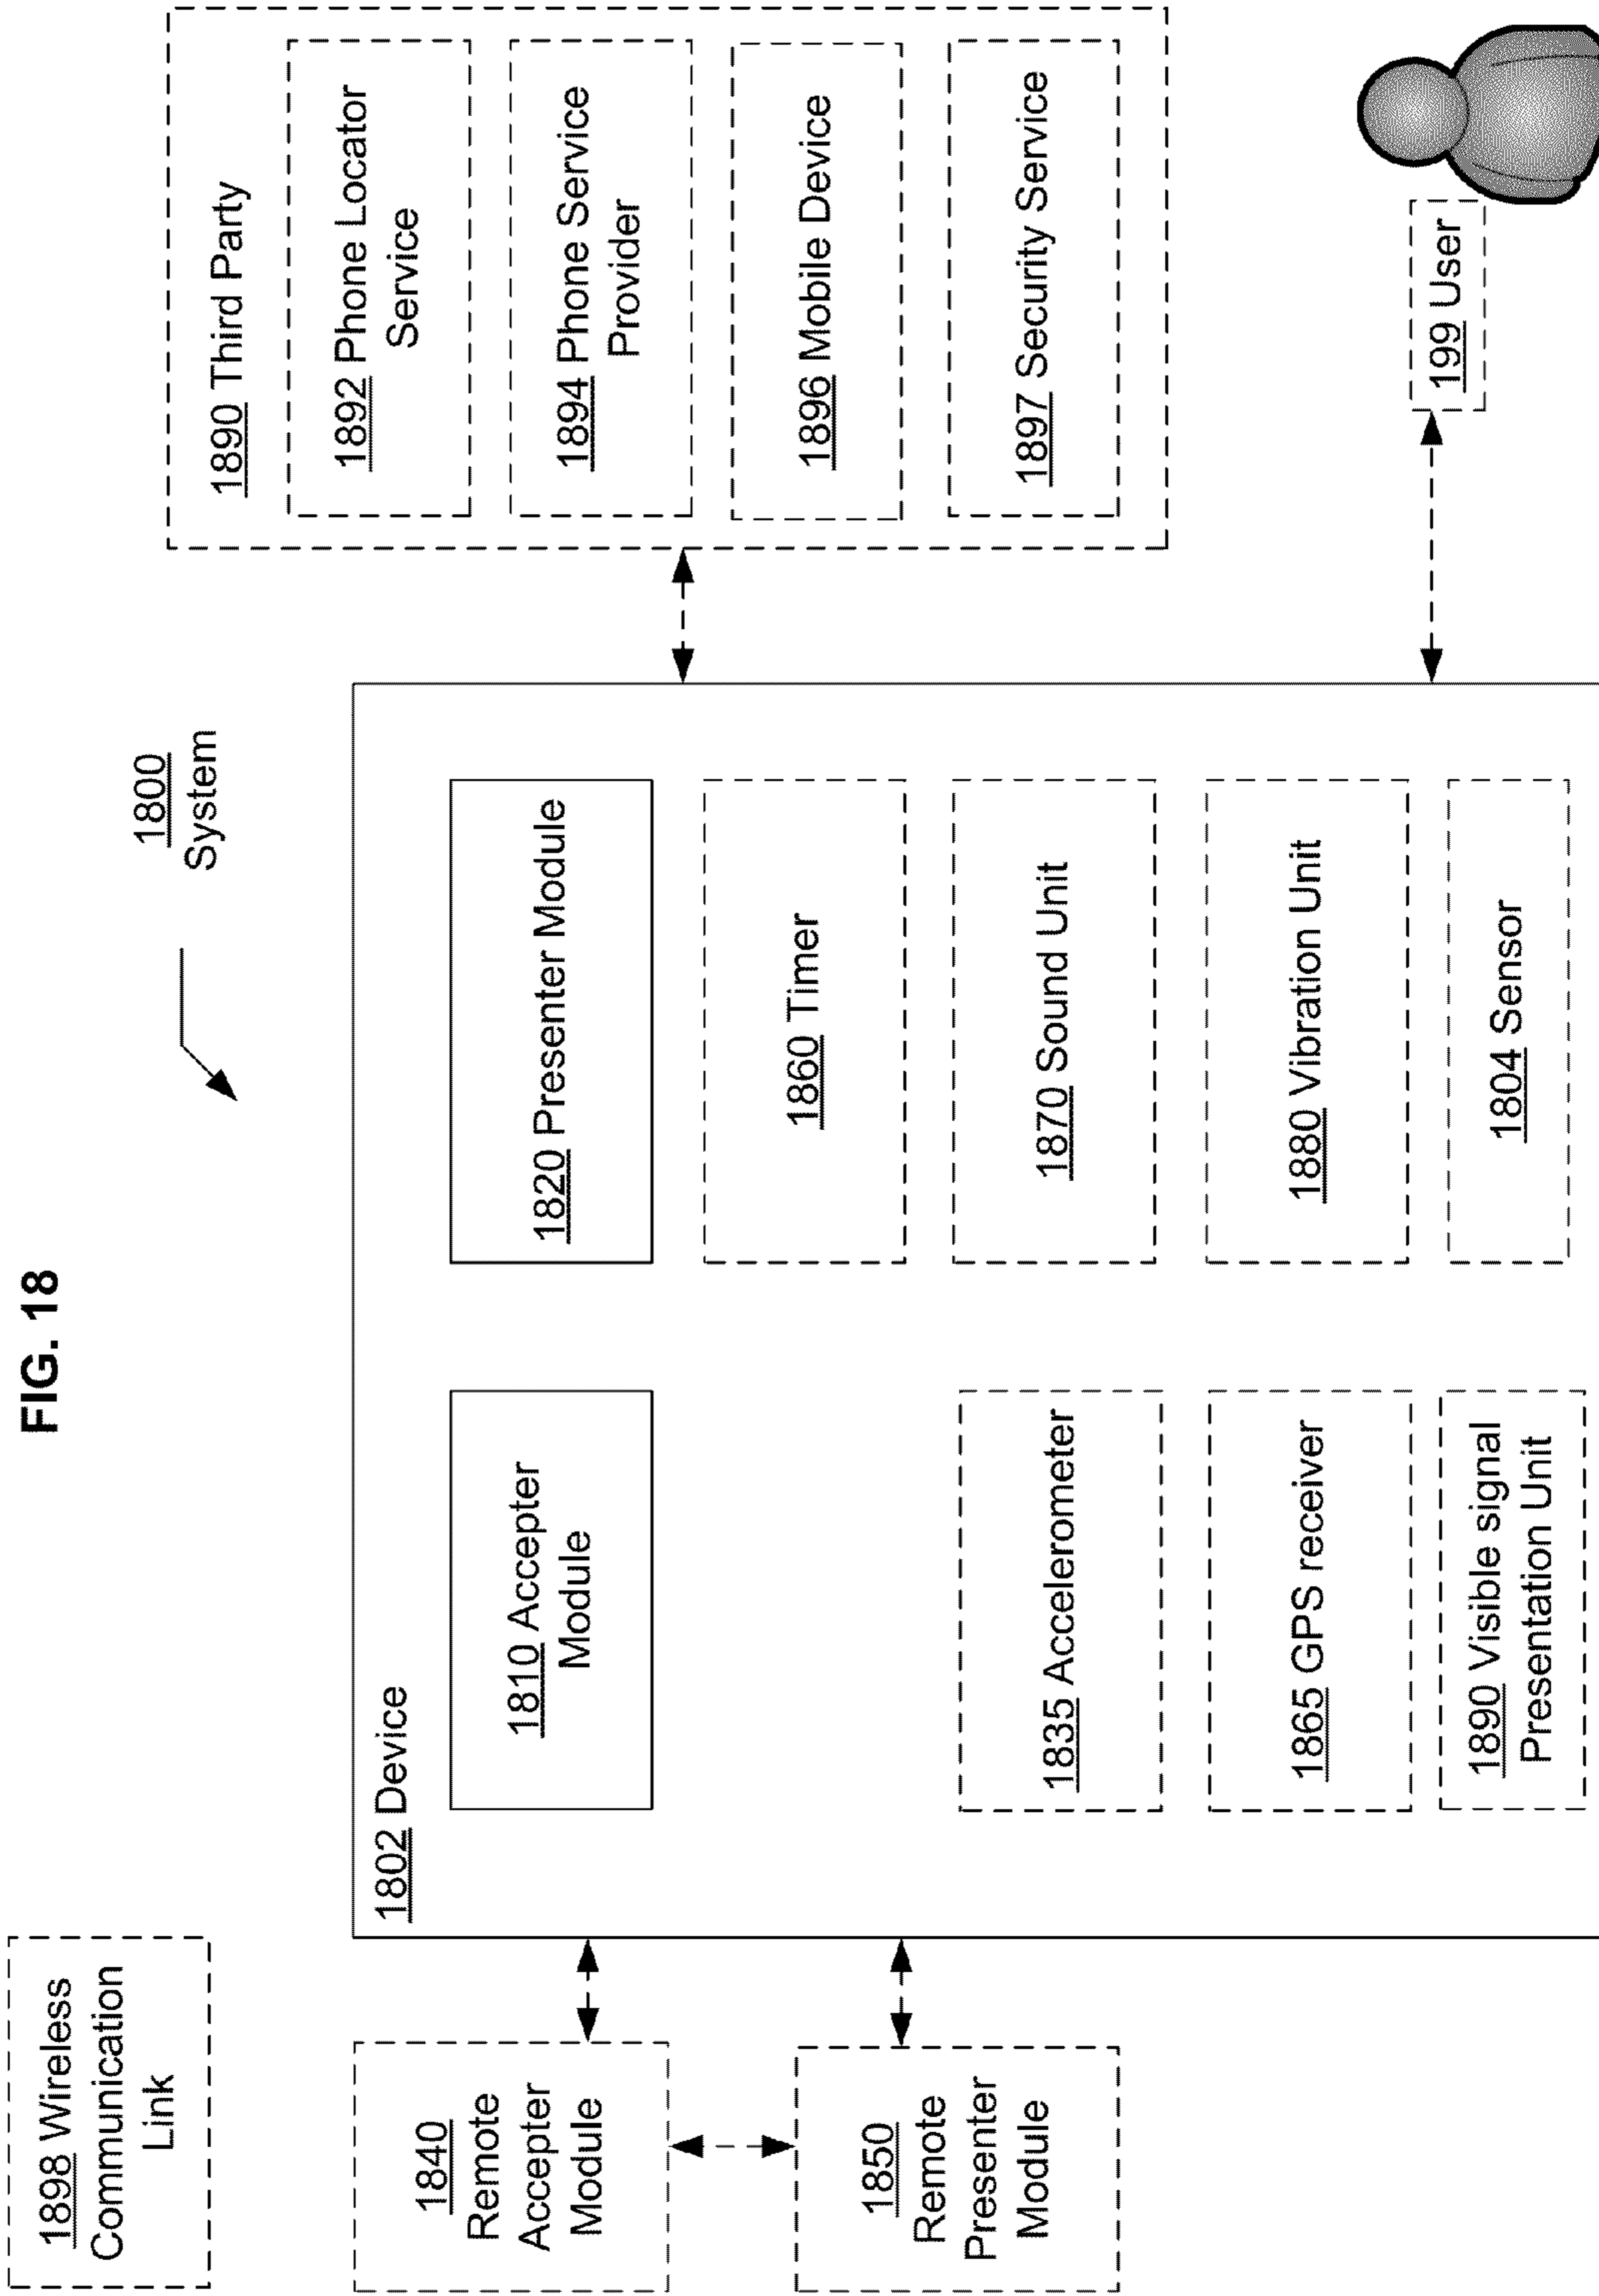 FIG. 18
1898 Wireless
Communication
Link
1800
System
1890 Third Party
1892 Phone Locator
Service
1894 Phone Service
Provider
1896 Mobile Device
1897 Security Service
1802 Device
1810 Accepter
Module
1820 Presenter Module
1860 Timer
1835 Accelerometer
1870 Sound Unit
1865 GPS receiver
1880 Vibration Unit
1890 Visible signal
Presentation Unit
1804 Sensor
1840
Remote
Accepter
Module
1850
Remote
Presenter
Module
199 User